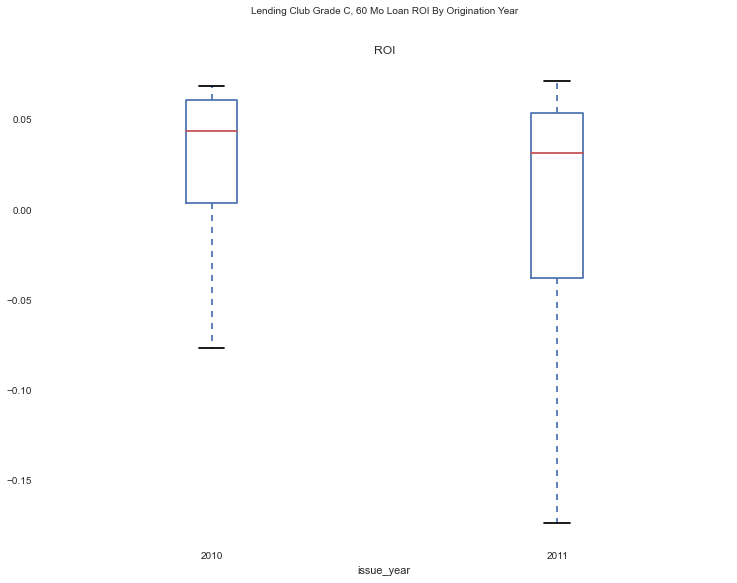 Lending Club Grade C, 60 Mo Loan ROI By Origination Year
ROI
0.05
0.00
−0.05
−0.10
−0.15
2010 2011
issue_year